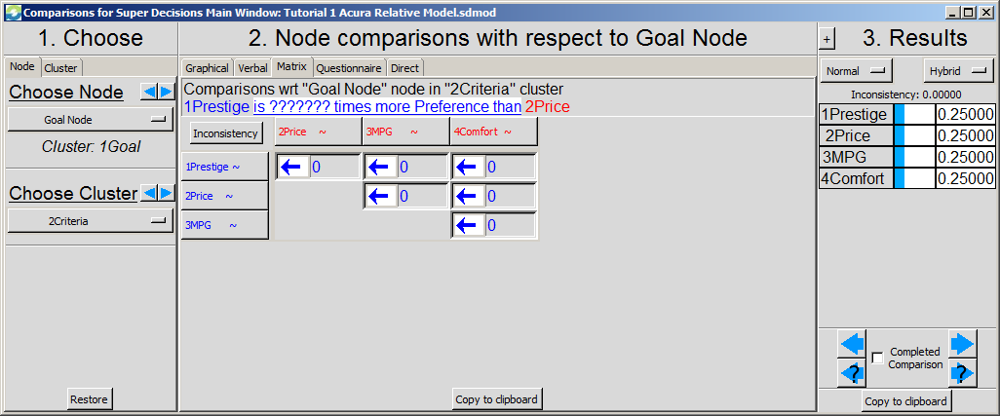 Comparisons for Super Decisions Main Window: Tutorial 1 Acura Relative Model.sdmod
1. Choose
Node Cluster
Choose Node
Goal Node
Cluster: 1Goal
Choose Cluster
2Criteria
Restore
2. Node comparisons with respect to Goal Node
Graphical Verbal Matrix Questionnaire Direct
Comparisons wrt "Goal Node" node in "2Criteria" cluster
1Prestige is ??????? times more Preference than 2Price
Inconsistency 2Price ~ 3MPG ~ 4Comfort ~
1Prestige ~ 0 0 0
2Price ~ 0 0
3MPG ~ 0
Copy to clipboard
+ 3. Results
Normal Hybrid
Inconsistency: 0.00000
1Prestige 0.25000
2Price 0.25000
3MPG 0.25000
4Comfort 0.25000
Completed
Comparison
? ?
Copy to clipboard